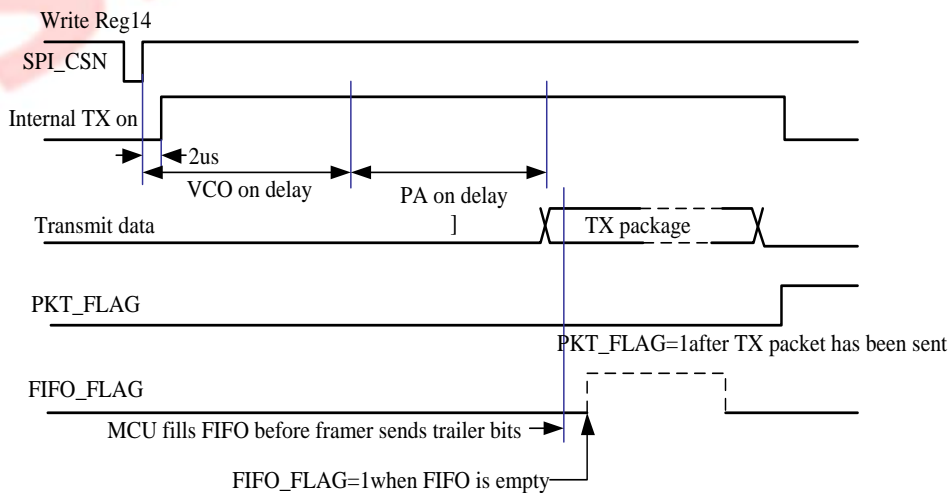 Write Reg14
SPI_CSN
Internal TX on
2us
VCO on delay
PA on delay
]
Transmit data
TX package
PKT_FLAG
PKT_FLAG=1after TX packet has been sent
FIFO_FLAG
MCU fills FIFO before framer sends trailer bits
FIFO_FLAG=1when FIFO is empty